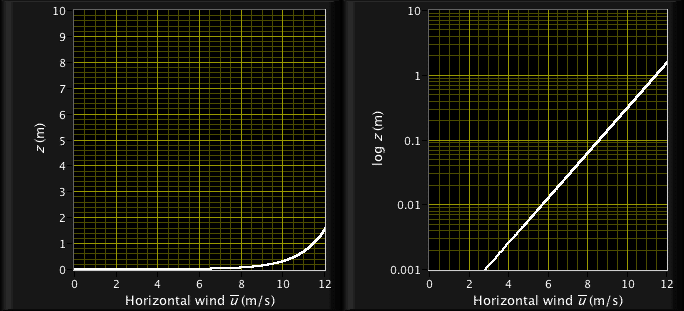 10
9
8
7
6
5
4
3
2
1
0
z (m)
0 2 4 6 8 10 12
Horizontal wind u̅ (m/s)
10
1
0.1
0.01
0.001
log z (m)
0 2 4 6 8 10 12
Horizontal wind u̅ (m/s)